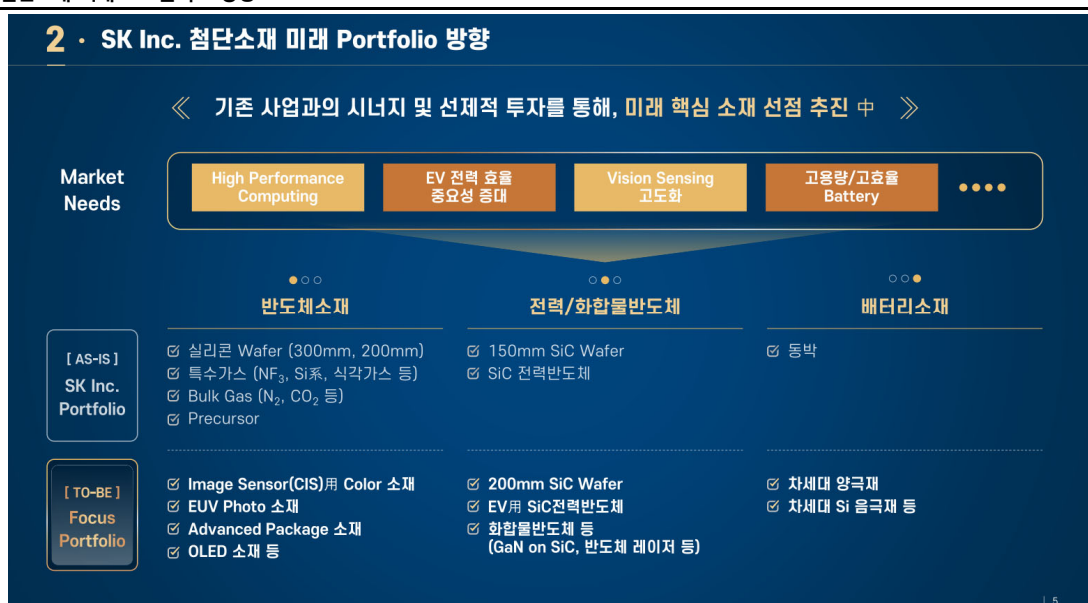 2 · SK Inc. 첨단소재 미래 Portfolio 방향
《 기존 사업과의 시너지 및 선제적 투자를 통해, 미래 핵심 소재 선점 추진 中 》
Market
Needs
High Performance
Computing
EV 전력 효율
중요성 증대
Vision Sensing
고도화
고용량/고효율
Battery
반도체소재
전력/화합물반도체
배터리소재
[ AS-IS ]
SK Inc.
Portfolio
실리콘 Wafer (300mm, 200mm)
특수가스 (NF₃, Si系, 식각가스 등)
Bulk Gas (N₂, CO₂ 등)
Precursor
150mm SiC Wafer
SiC 전력반도체
동박
[ TO-BE ]
Focus
Portfolio
Image Sensor(CIS)用 Color 소재
EUV Photo 소재
Advanced Package 소재
OLED 소재 등
200mm SiC Wafer
EV用 SiC전력반도체
화합물반도체 등
(GaN on SiC, 반도체 레이저 등)
차세대 양극재
차세대 Si 음극재 등
| 5